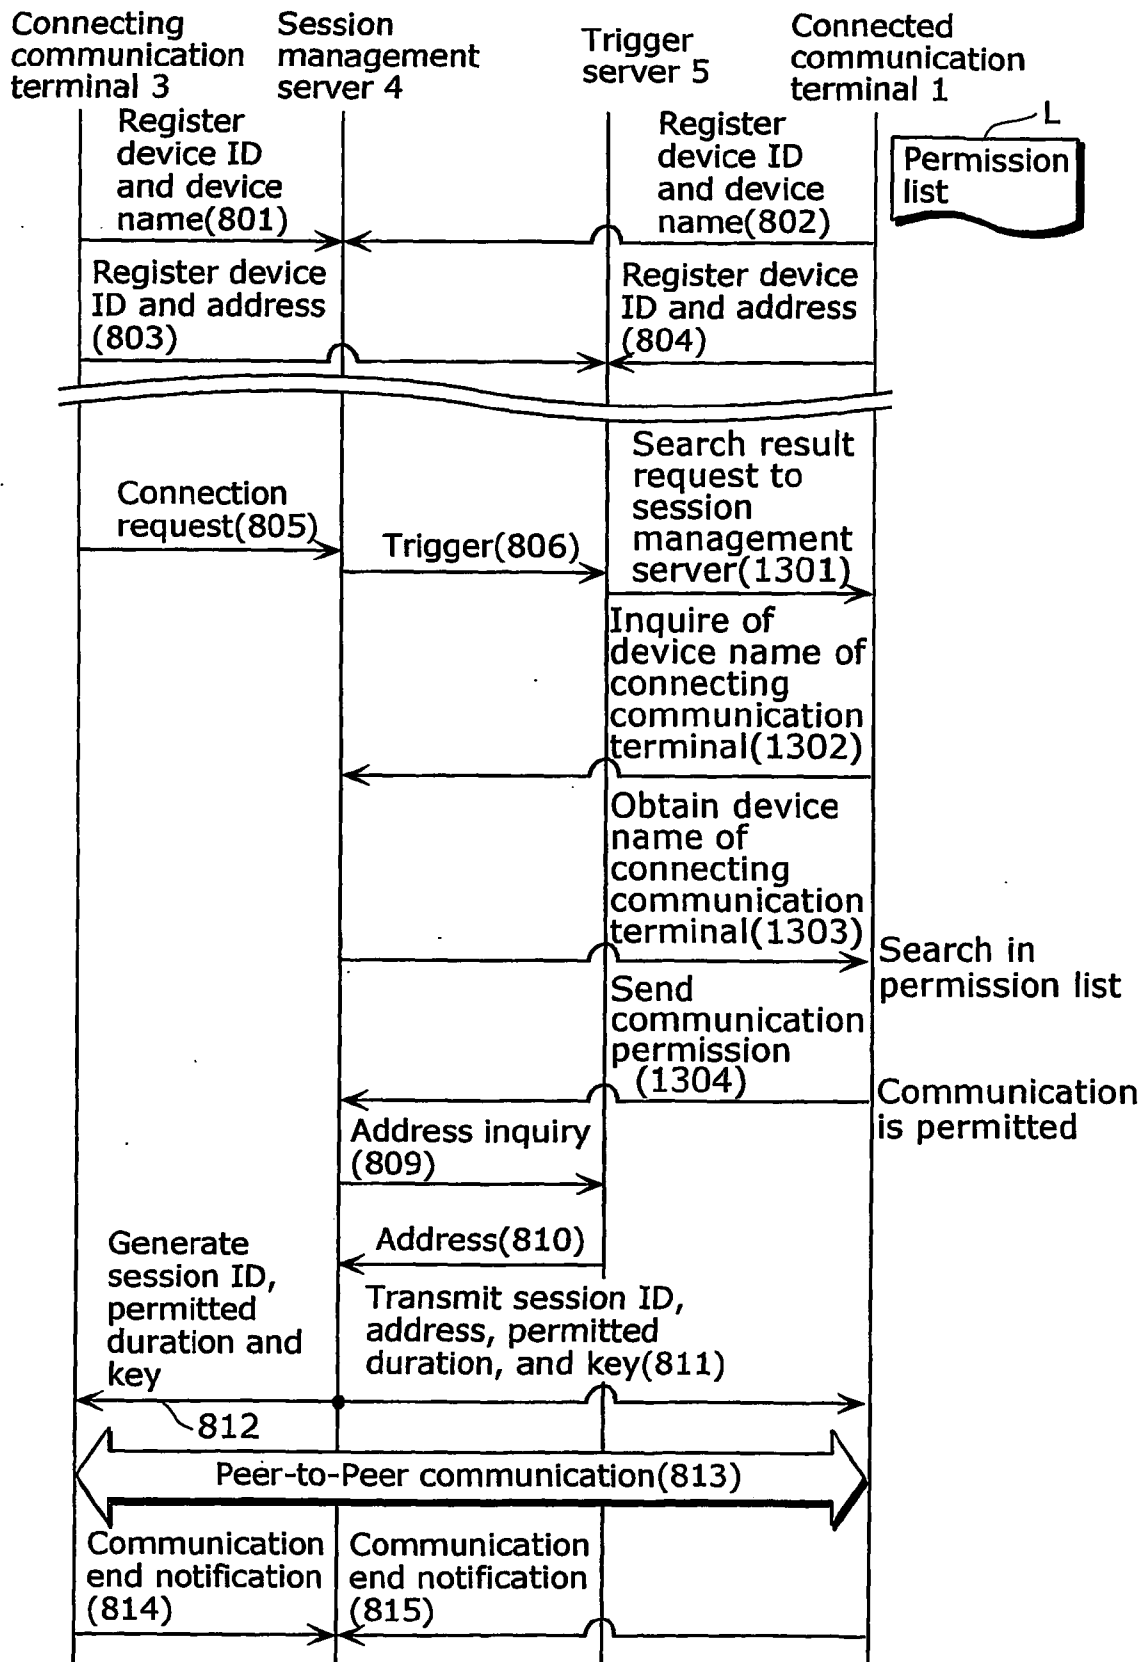 Connecting
communication
terminal 3
Session
management
server 4
Trigger
server 5
Connected
communication
terminal 1
L
Permission
list
Register
device ID
and device
name(801)
Register
device ID
and device
name(802)
Register device
ID and address
(803)
Register device
ID and address
(804)
Connection
request(805)
Trigger(806)
Search result
request to
session
management
server(1301)
Inquire of
device name of
connecting
communication
terminal(1302)
Obtain device
name of
connecting
communication
terminal(1303)
Search in
permission list
Send
communication
permission
(1304)
Communication
is permitted
Address inquiry
(809)
Address(810)
Generate
session ID,
permitted
duration and
key
Transmit session ID,
address, permitted
duration, and key(811)
812
Peer-to-Peer communication(813)
Communication
end notification
(814)
Communication
end notification
(815)